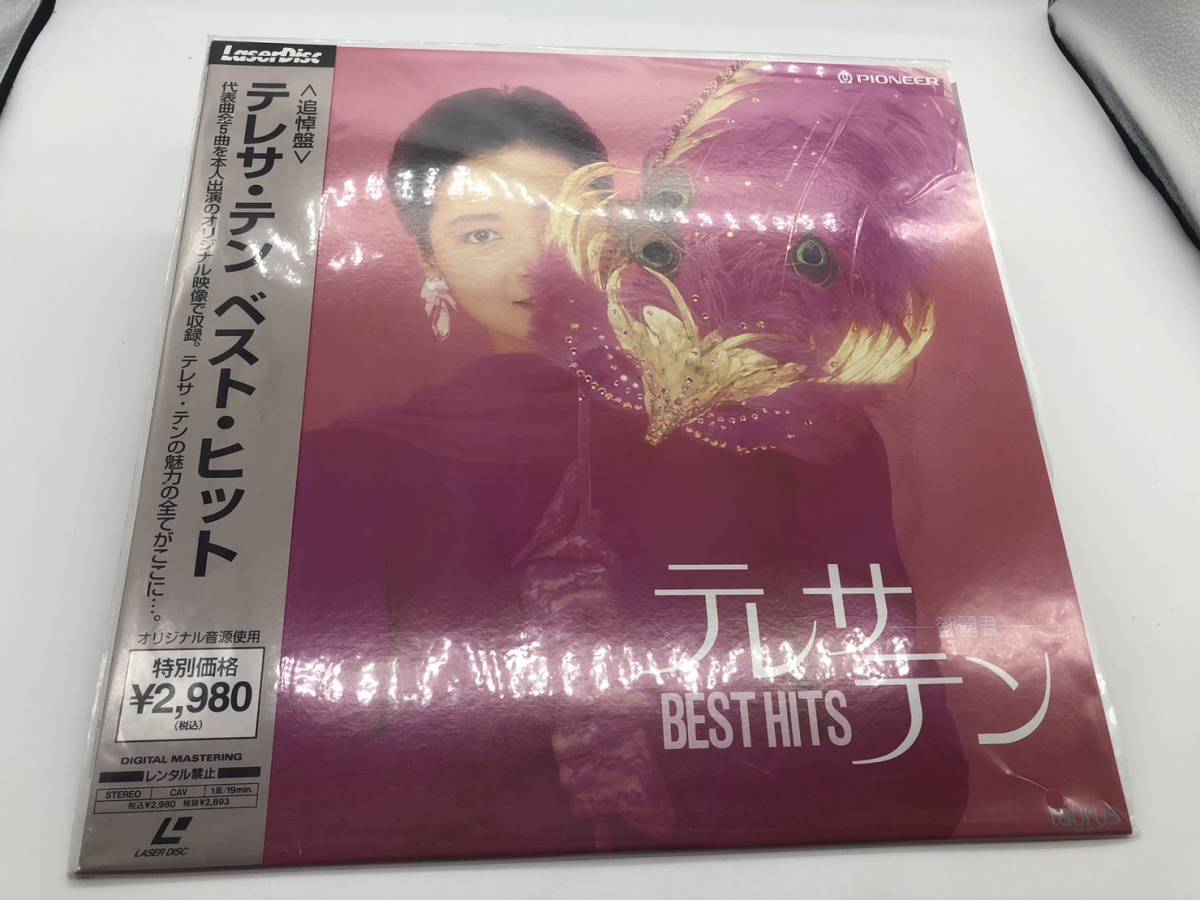 LaserDisc
<追悼盤>
テレサ・テン ベスト・ヒット
代表曲全5曲を本人出演のオリジナル映像で収録。テレサ・テンの魅力の全てがここに…。
オリジナル音源使用
特別価格
¥2,980
(税込)
DIGITAL MASTERING
レンタル禁止
STEREO CAV 1面/19min.
税込¥2,980 税抜¥2,893
LASER DISC
PIONEER
テレサ
鄧麗君
テン
BEST HITS
taurus